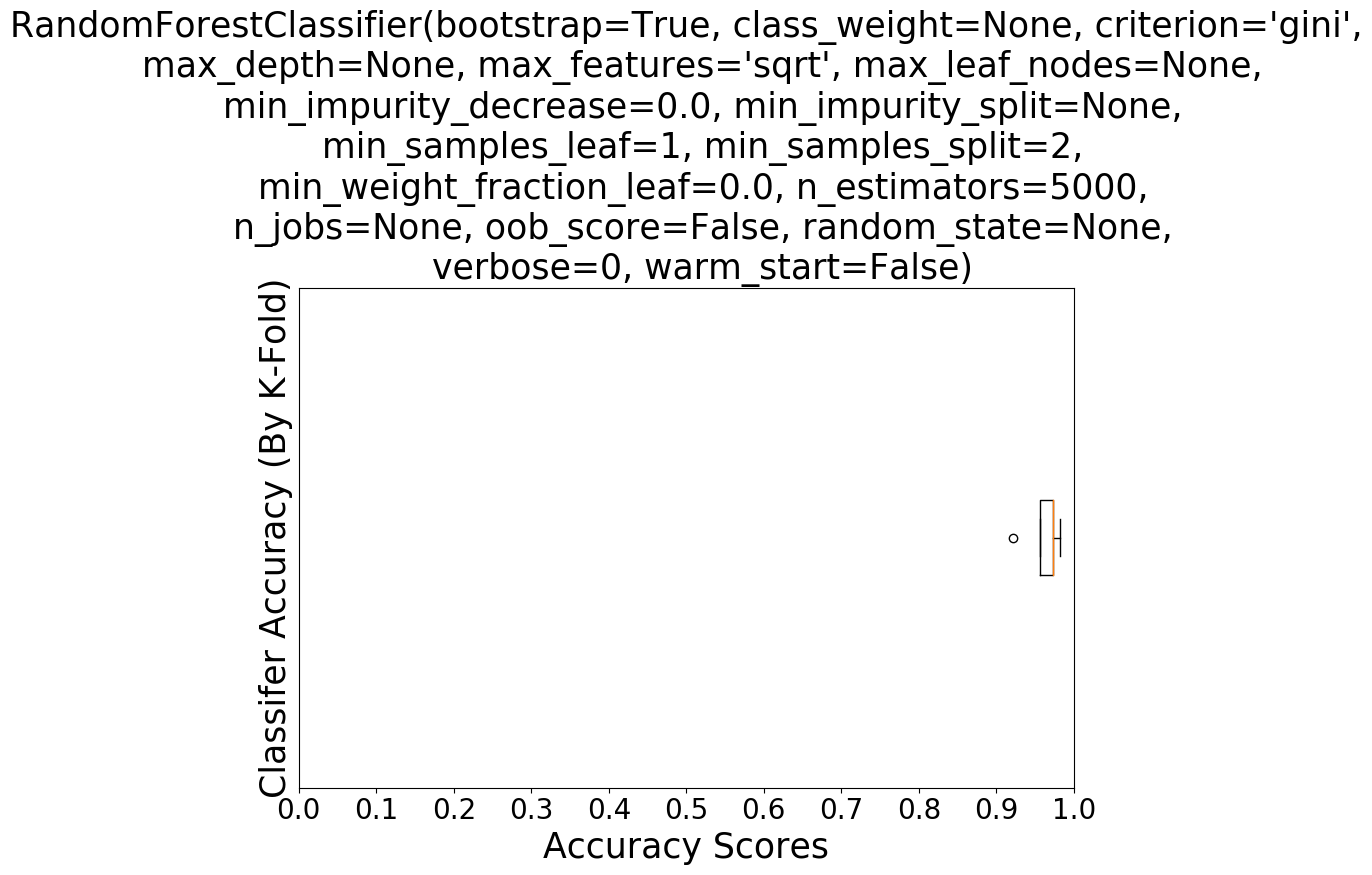 RandomForestClassifier(bootstrap=True, class_weight=None, criterion='gini',
max_depth=None, max_features='sqrt', max_leaf_nodes=None,
min_impurity_decrease=0.0, min_impurity_split=None,
min_samples_leaf=1, min_samples_split=2,
min_weight_fraction_leaf=0.0, n_estimators=5000,
n_jobs=None, oob_score=False, random_state=None,
verbose=0, warm_start=False)
Classifer Accuracy (By K-Fold)
0.0 0.1 0.2 0.3 0.4 0.5 0.6 0.7 0.8 0.9 1.0
Accuracy Scores